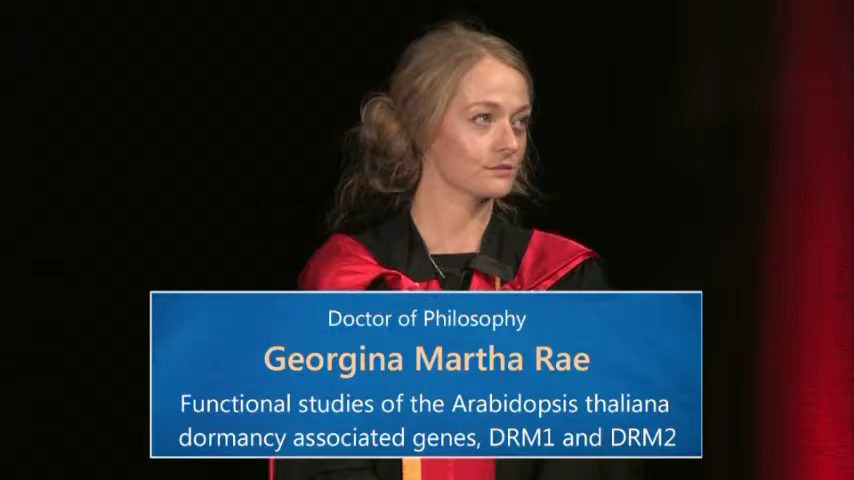 Doctor of Philosophy
Georgina Martha Rae
Functional studies of the Arabidopsis thaliana
dormancy associated genes, DRM1 and DRM2